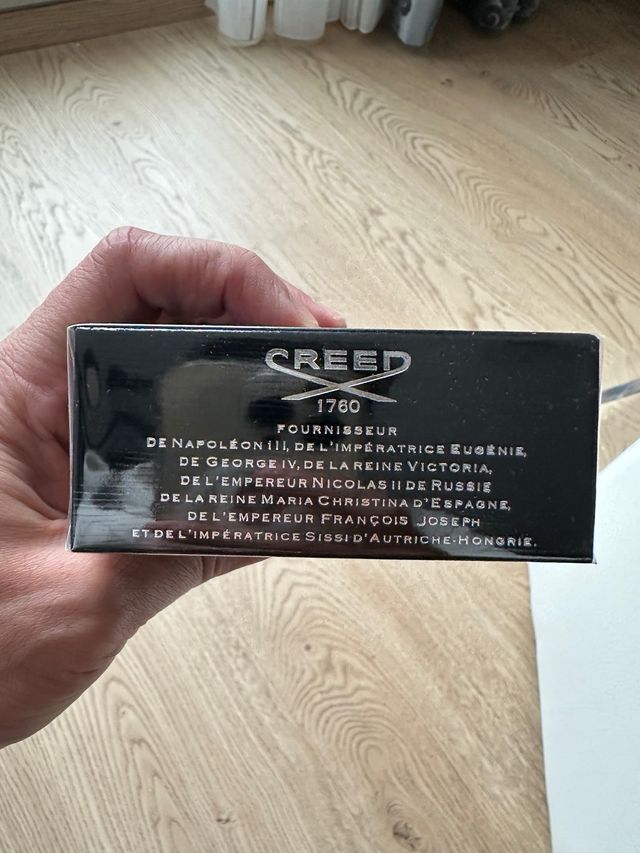 CREED
1760
FOURNISSEUR
DE NAPOLÉON III, DE L'IMPÉRATRICE EUGÉNIE,
DE GEORGE IV, DE LA REINE VICTORIA,
DE L'EMPEREUR NICOLAS II DE RUSSIE
DE LA REINE MARIA CHRISTINA D'ESPAGNE,
DE L'EMPEREUR FRANÇOIS JOSEPH
ET DE L'IMPÉRATRICE SISSI D'AUTRICHE-HONGRIE.